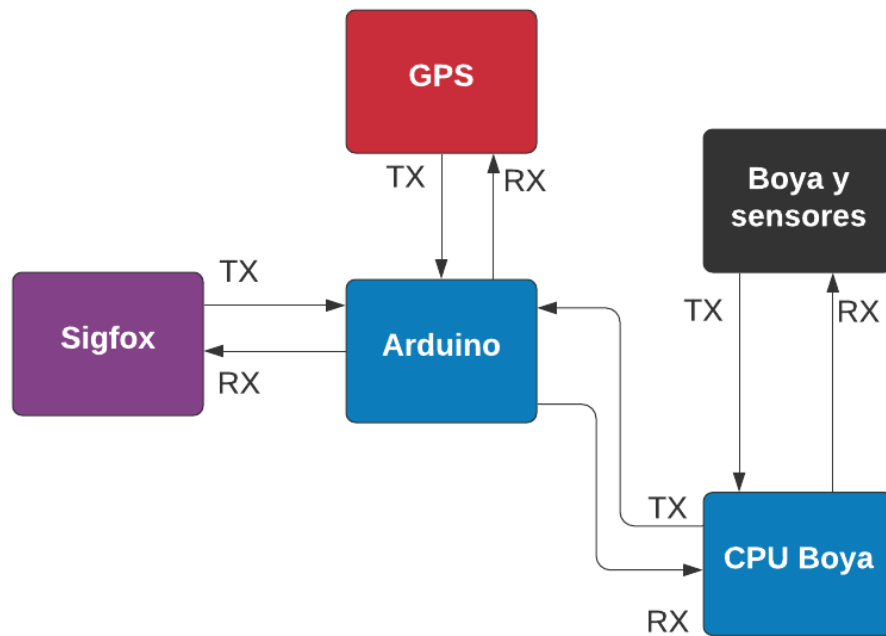 GPS
TX
RX
Boya y
sensores
TX
Sigfox
RX
Arduino
TX
RX
TX
CPU Boya
RX